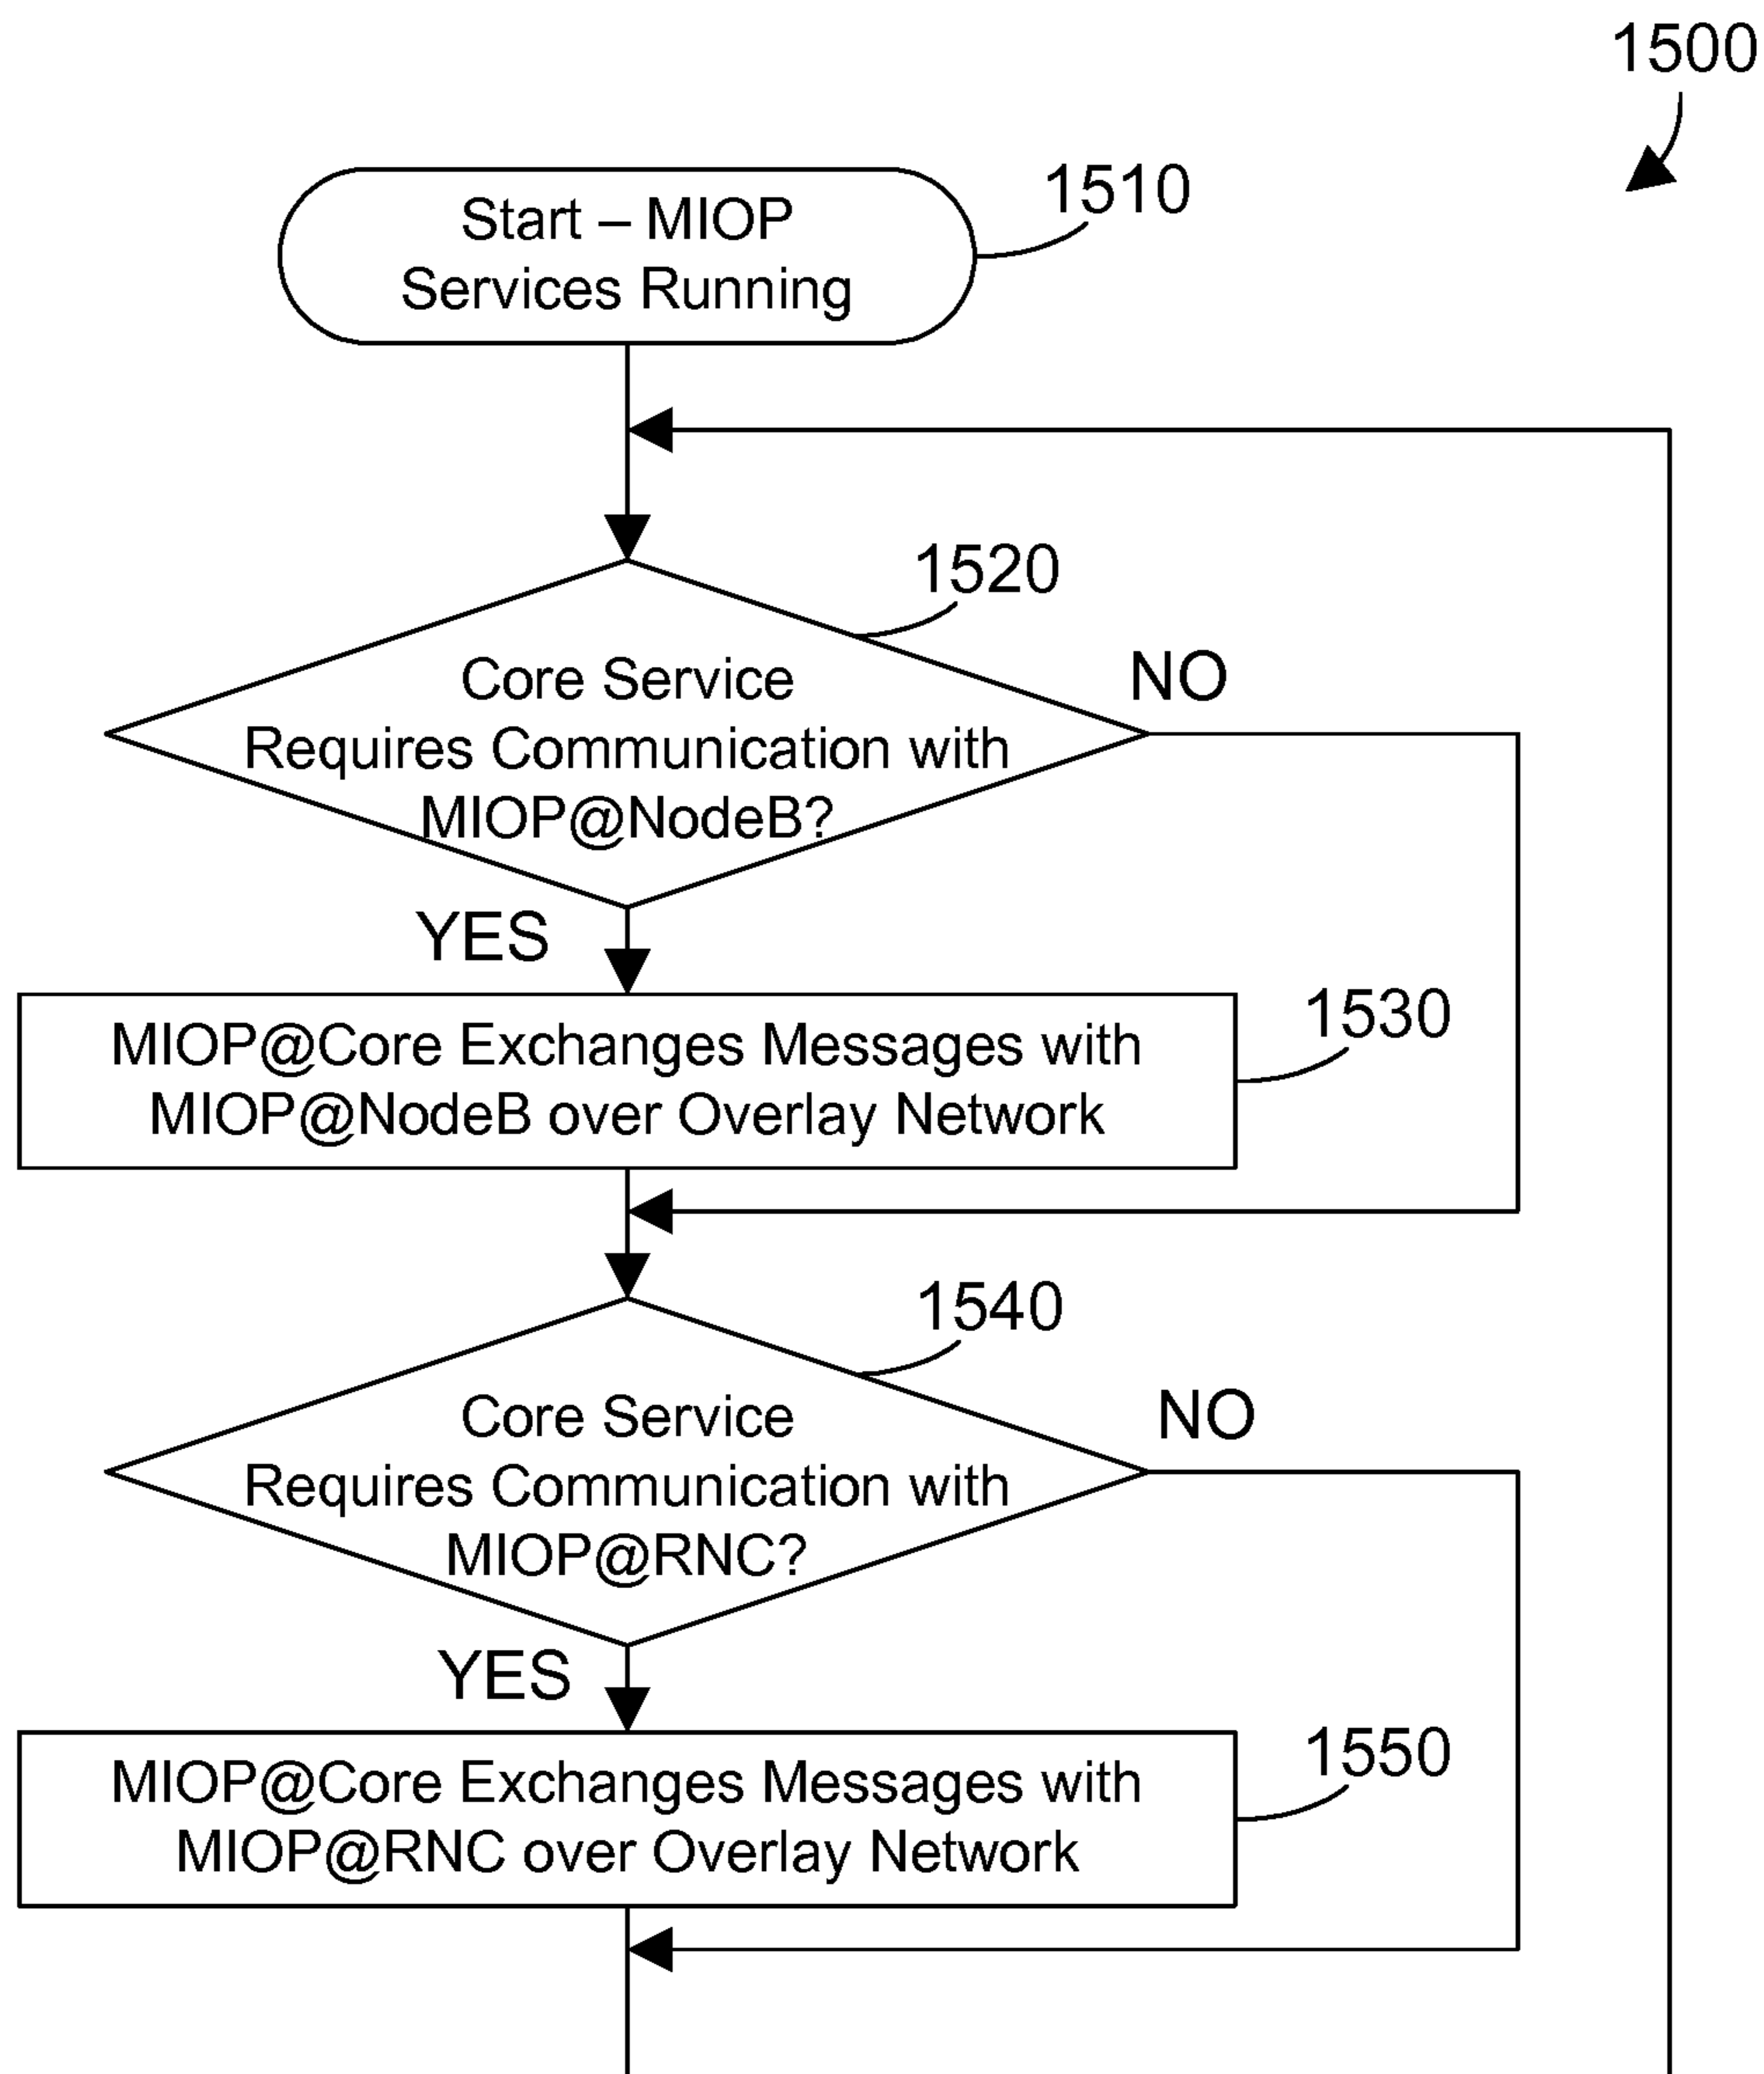 1500
Start – MIOP
Services Running
1510
1520
Core Service
Requires Communication with
MIOP@NodeB?
NO
YES
1530
MIOP@Core Exchanges Messages with
MIOP@NodeB over Overlay Network
1540
Core Service
Requires Communication with
MIOP@RNC?
NO
YES
1550
MIOP@Core Exchanges Messages with
MIOP@RNC over Overlay Network